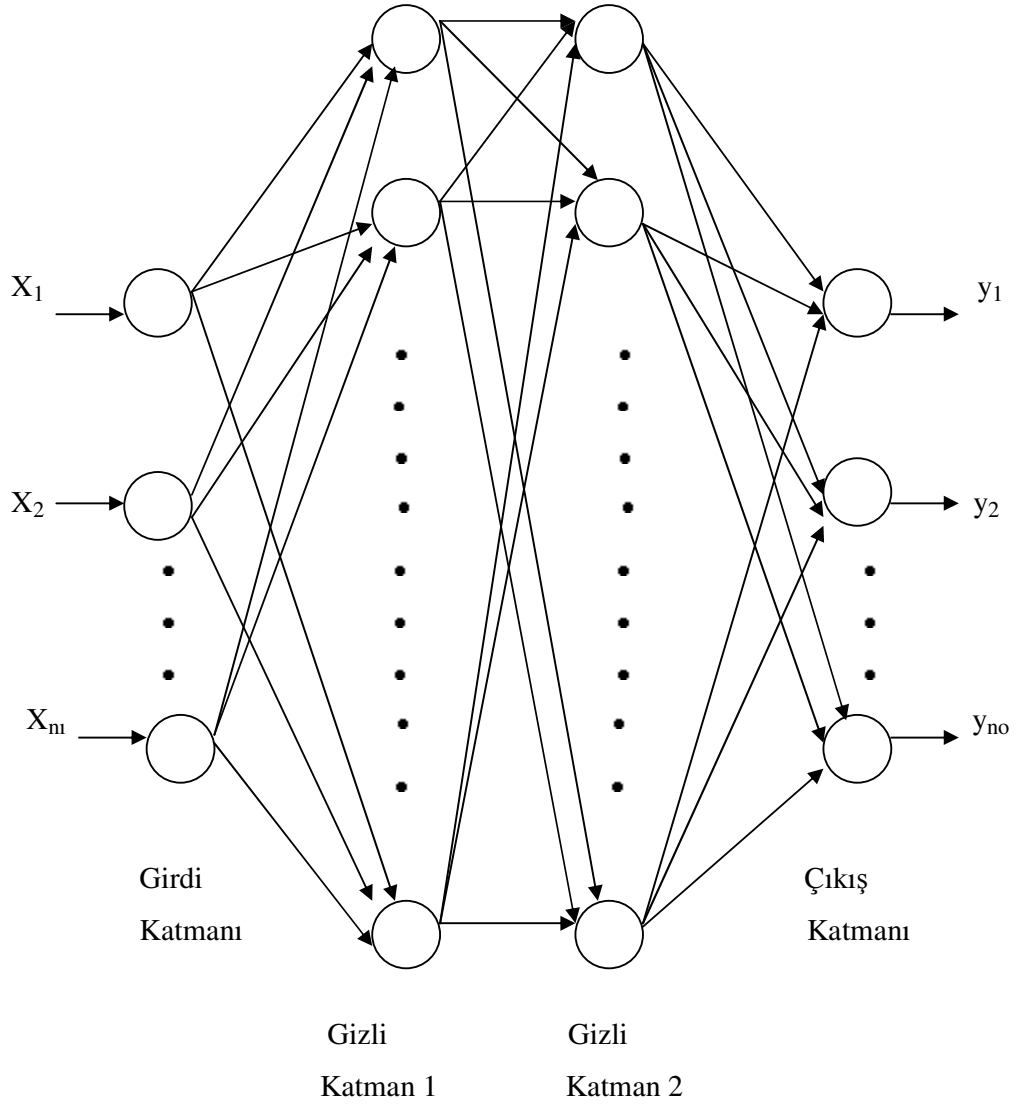 X1
y1
X2
y2
Xnı
yno
Girdi
Katmanı
Çıkış
Katmanı
Gizli
Katman 1
Gizli
Katman 2